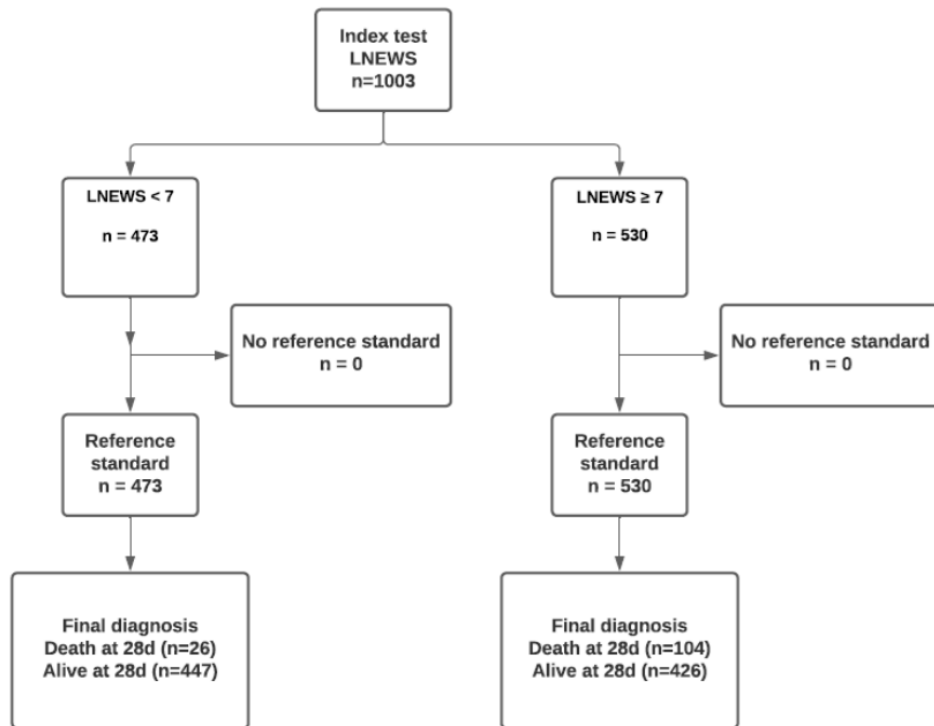 Index test
LNEWS
n=1003
LNEWS < 7
n = 473
LNEWS ≥ 7
n = 530
No reference standard
n = 0
No reference standard
n = 0
Reference
standard
n = 473
Reference
standard
n = 530
Final diagnosis
Death at 28d (n=26)
Alive at 28d (n=447)
Final diagnosis
Death at 28d (n=104)
Alive at 28d (n=426)